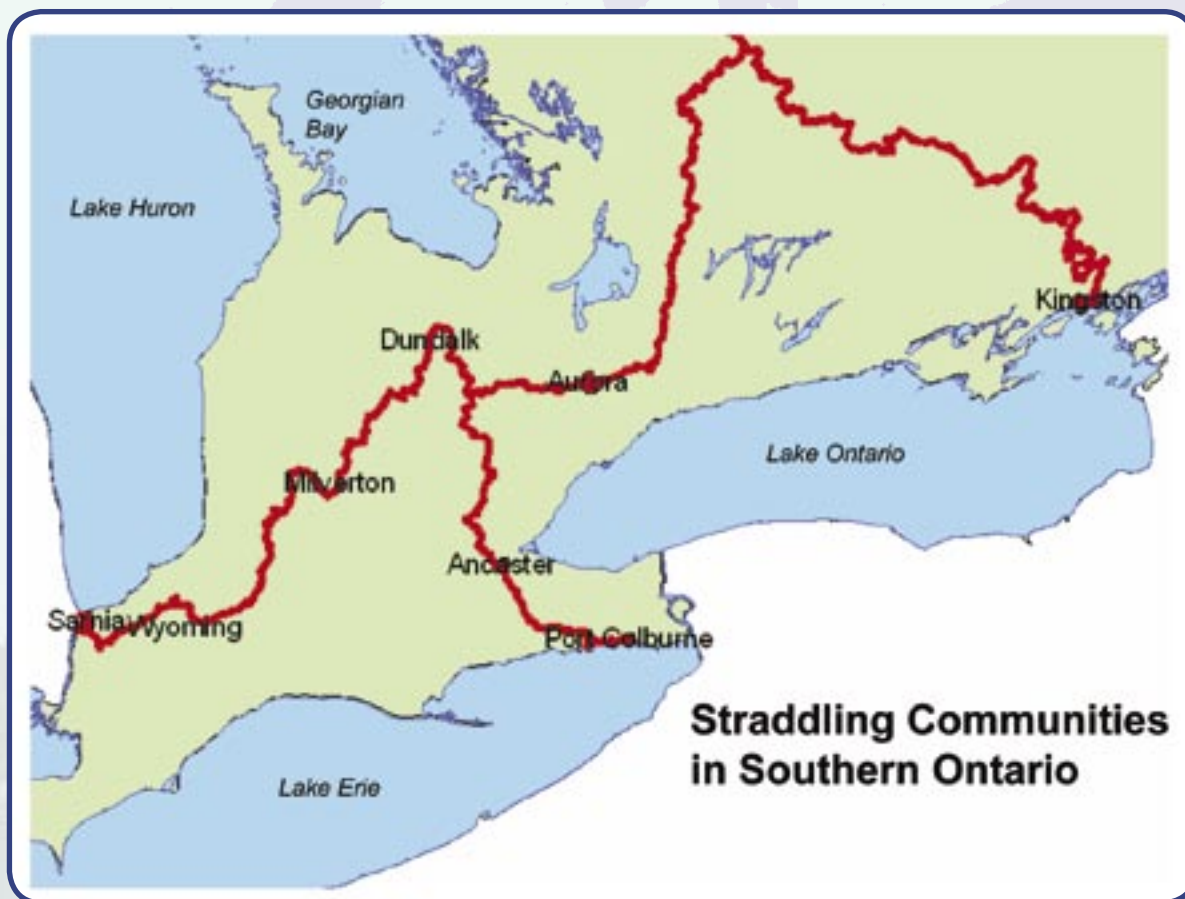 Georgian
Bay
Lake Huron
Kingston
Dundalk
Aurora
Lake Ontario
Milverton
Ancaster
Sarnia
Wyoming
Port Colburne
Straddling Communities
in Southern Ontario
Lake Erie